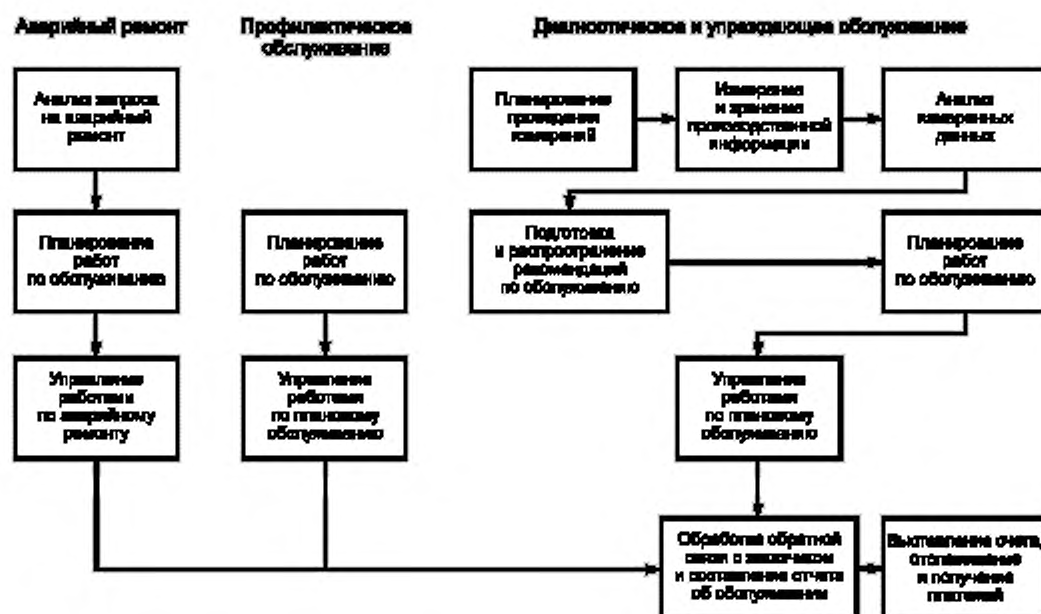 Аварийный ремонт
Профилактическое
обслуживание
Диагностическое и упреждающее обслуживание
Анализ запроса
на аварийный
ремонт
Планирование
проведения
измерений
Измерение
и хранение
производственной
информации
Анализ
измеренных
данных
Планирование
работ
по обслуживанию
Планирование
работ
по обслуживанию
Подготовка
и распространение
рекомендаций
по обслуживанию
Планирование
работ
по обслуживанию
Управление
работами
по аварийному
ремонту
Управление
работами
по плановому
обслуживанию
Управление
работами
по плановому
обслуживанию
Обработка обратной
связи с заказчиком
и составление отчета
об обслуживании
Выставление счета,
отслеживание
и получение
платежей